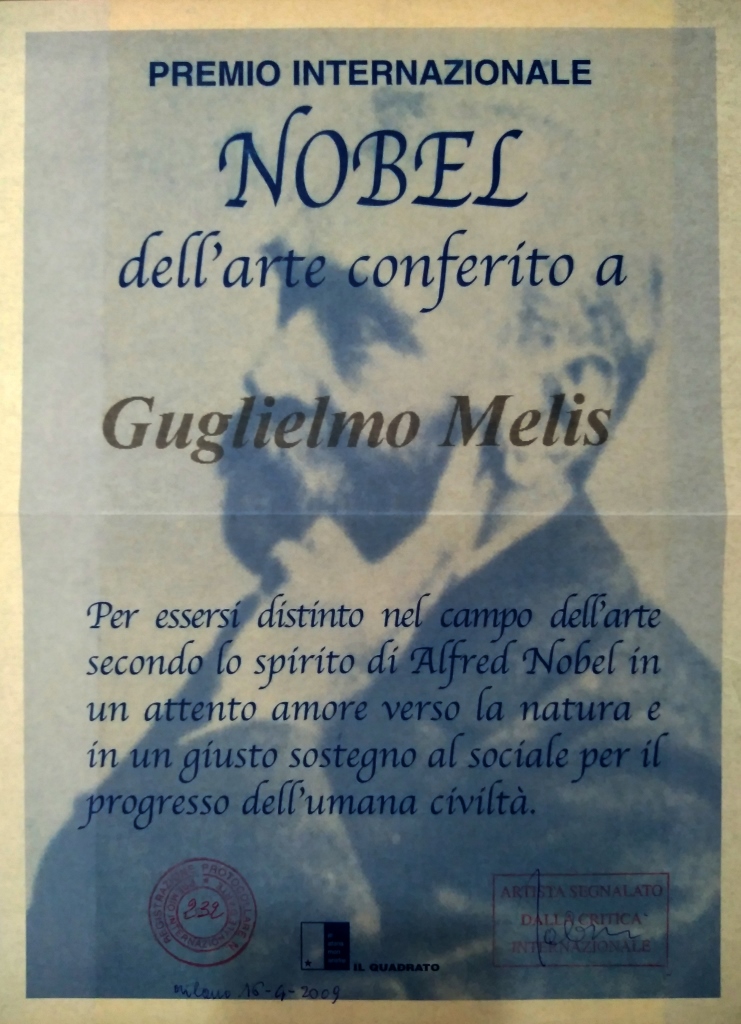 PREMIO INTERNAZIONALE
NOBEL
dell'arte conferito a
Guglielmo Melis
Per essersi distinto nel campo dell'arte
secondo lo spirito di Alfred Nobel in
un attento amore verso la natura e
in un giusto sostegno al sociale per il
progresso dell'umana civiltà.
REGISTRAZIONE PROTOCOLLARE N.
232
ARTISTA SEGNALATO
DALLA CRITICA
INTERNAZIONALE
IL QUADRATO
Milano 16-4-2009